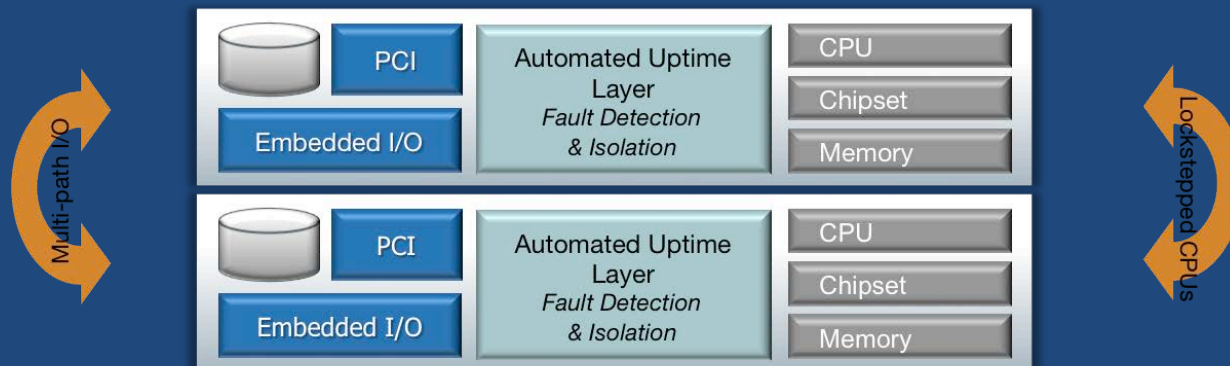 Multi-path I/O
PCI
Embedded I/O
Automated Uptime
Layer
Fault Detection
& Isolation
CPU
Chipset
Memory
Lockstepped CPUs
PCI
Embedded I/O
Automated Uptime
Layer
Fault Detection
& Isolation
CPU
Chipset
Memory